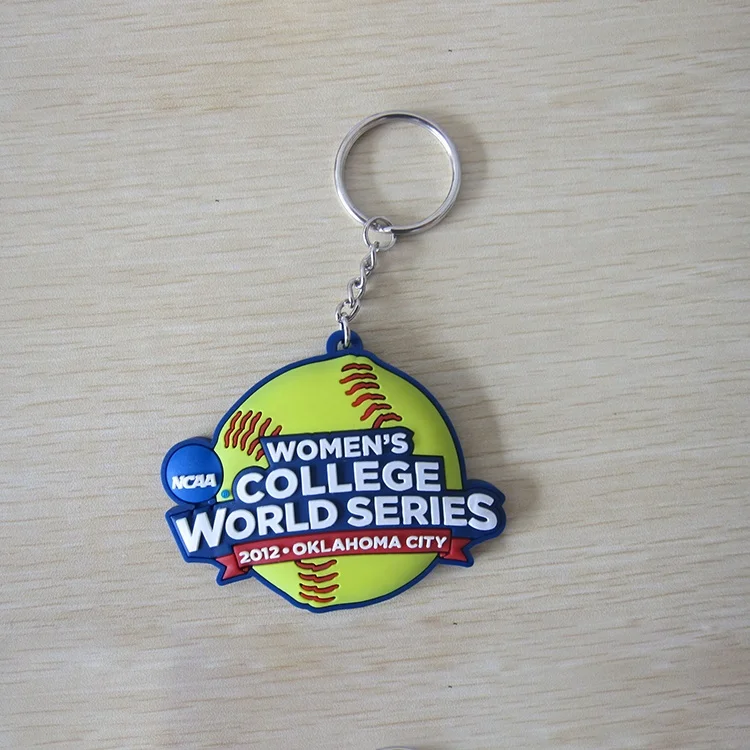 WOMEN'S
NCAA
COLLEGE
WORLD SERIES
2012 • OKLAHOMA CITY